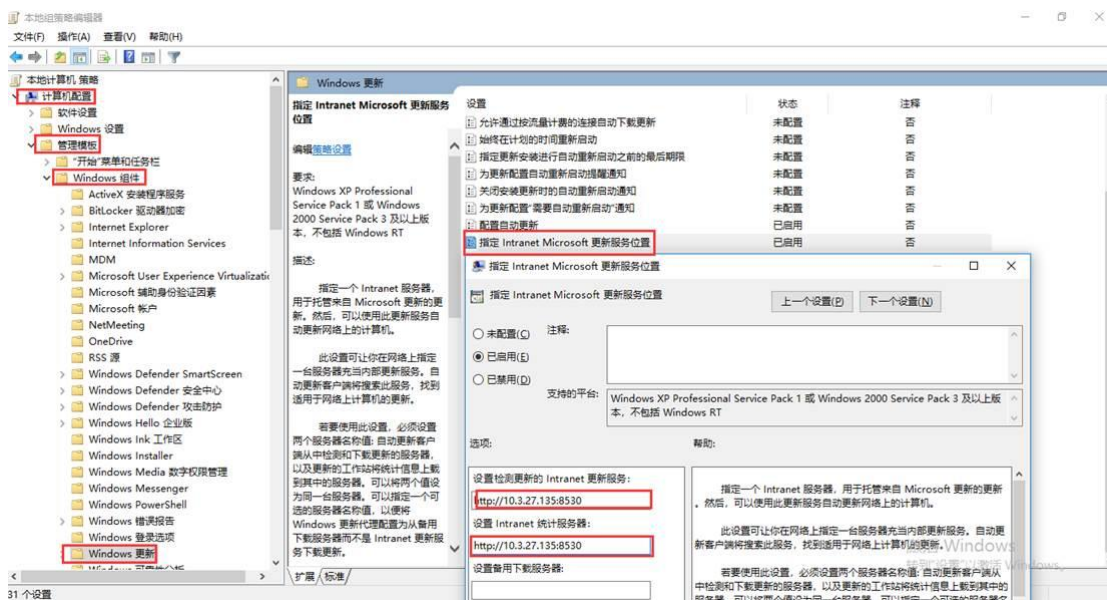 本地组策略编辑器
文件(F) 操作(A) 查看(V) 帮助(H)
本地计算机 策略
计算机配置
软件设置
Windows 设置
管理模板
"开始"菜单和任务栏
Windows 组件
ActiveX 安装程序服务
BitLocker 驱动器加密
Internet Explorer
Internet Information Services
MDM
Microsoft User Experience Virtualizatio
Microsoft 辅助身份验证因素
Microsoft 帐户
NetMeeting
OneDrive
RSS 源
Windows Defender SmartScreen
Windows Defender 安全中心
Windows Defender 攻击防护
Windows Hello 企业版
Windows Ink 工作区
Windows Installer
Windows Media 数字权限管理
Windows Messenger
Windows PowerShell
Windows 错误报告
Windows 登录选项
Windows 更新
Windows 可靠性分析
31 个设置
Windows 更新
指定 Intranet Microsoft 更新服务
位置
编辑策略设置
要求:
Windows XP Professional
Service Pack 1 或 Windows
2000 Service Pack 3 及以上版
本，不包括 Windows RT
描述:
指定一个 Intranet 服务器，
用于托管来自 Microsoft 更新的更
新。然后，可以使用此更新服务自
动更新网络上的计算机。
此设置可让你在网络上指定
一台服务器充当内部更新服务。自
动更新客户端将搜索此服务，找到
适用于网络上计算机的更新。
若要使用此设置，必须设置
两个服务器名称值: 自动更新客户
端从中检测和下载更新的服务器，
以及更新的工作站将统计信息上载
到其中的服务器。可以将两个值设
为同一台服务器。可以指定一个可
选的服务器名称值，以便将
Windows 更新代理配置为从备用
下载服务器而不是 Intranet 更新服
务下载更新。
扩展 标准
设置 状态 注释
允许通过按流量计费的连接自动下载更新 未配置 否
始终在计划的时间重新启动 未配置 否
指定更新安装进行自动重新启动之前的最后期限 未配置 否
为更新配置自动重新启动提醒通知 未配置 否
关闭安装更新时的自动重新启动通知 未配置 否
为更新配置"需要自动重新启动"通知 未配置 否
配置自动更新 已启用 否
指定 Intranet Microsoft 更新服务位置 已启用 否
指定 Intranet Microsoft 更新服务位置
指定 Intranet Microsoft 更新服务位置
上一个设置(P) 下一个设置(N)
未配置(C) 注释:
已启用(E)
已禁用(D)
支持的平台: Windows XP Professional Service Pack 1 或 Windows 2000 Service Pack 3 及以上版
本，不包括 Windows RT
选项: 帮助:
设置检测更新的 Intranet 更新服务:
http://10.3.27.135:8530
设置 Intranet 统计服务器:
http://10.3.27.135:8530
设置备用下载服务器:
指定一个 Intranet 服务器，用于托管来自 Microsoft 更新的更新
。然后，可以使用此更新服务自动更新网络上的计算机。
此设置可让你在网络上指定一台服务器充当内部更新服务。自动更
新客户端将搜索此服务，找到适用于网络上计算机的更新。
若要使用此设置，必须设置两个服务器名称值: 自动更新客户端从
中检测和下载更新的服务器，以及更新的工作站将统计信息上载到其中的